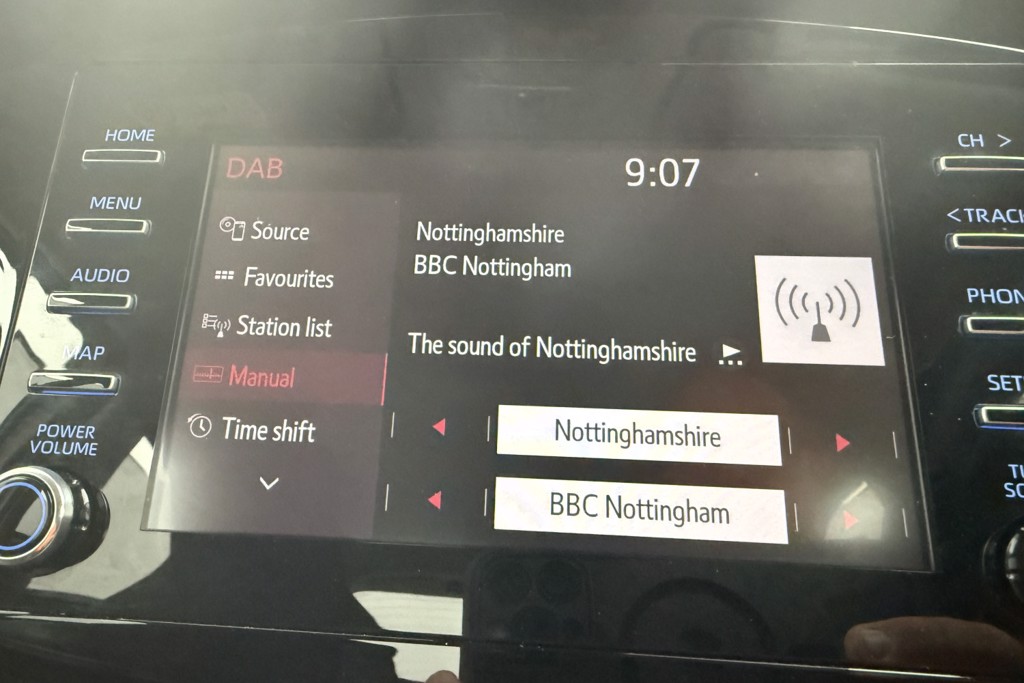 HOME
MENU
AUDIO
MAP
POWER
VOLUME
DAB
9:07
Source
Favourites
Station list
Manual
Time shift
Nottinghamshire
BBC Nottingham
The sound of Nottinghamshire
Nottinghamshire
BBC Nottingham
CH >
< TRACK
PHON
SET